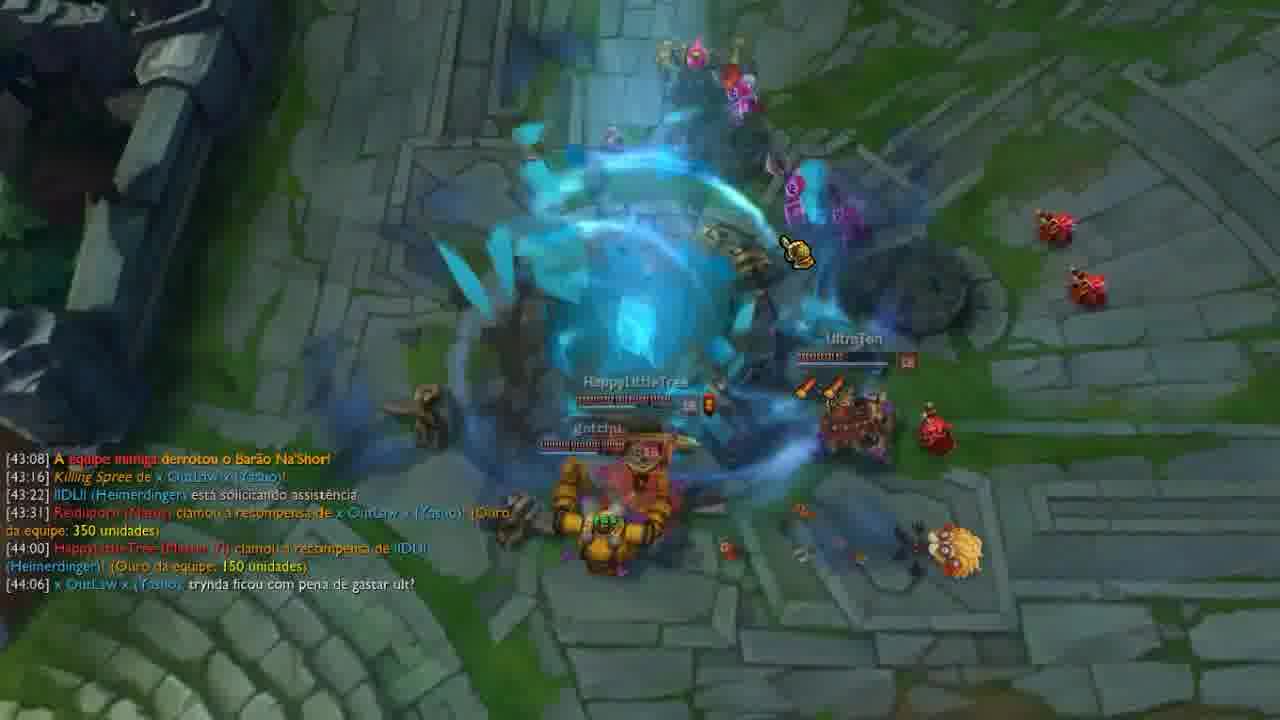 UltraTon
HappyLittleTree
gotchu
[43:08] A equipe inimiga derrotou o Barão Na'Shor!
[43:16] Killing Spree de x OutLaw x (Yasuo)!
[43:22] IIDLII (Heimerdinger) está solicitando assistência
[43:31] (Nasus) clamou a recompensa de x OutLaw x (Yasuo)! (Ouro
da equipe: 350 unidades)
[44:00] HappyLittleTree (Master Yi) clamou a recompensa de IIDLII
(Heimerdinger)! (Ouro da equipe: 150 unidades)
[44:06] x OutLaw x (Yasuo): trynda ficou com pena de gastar ult?